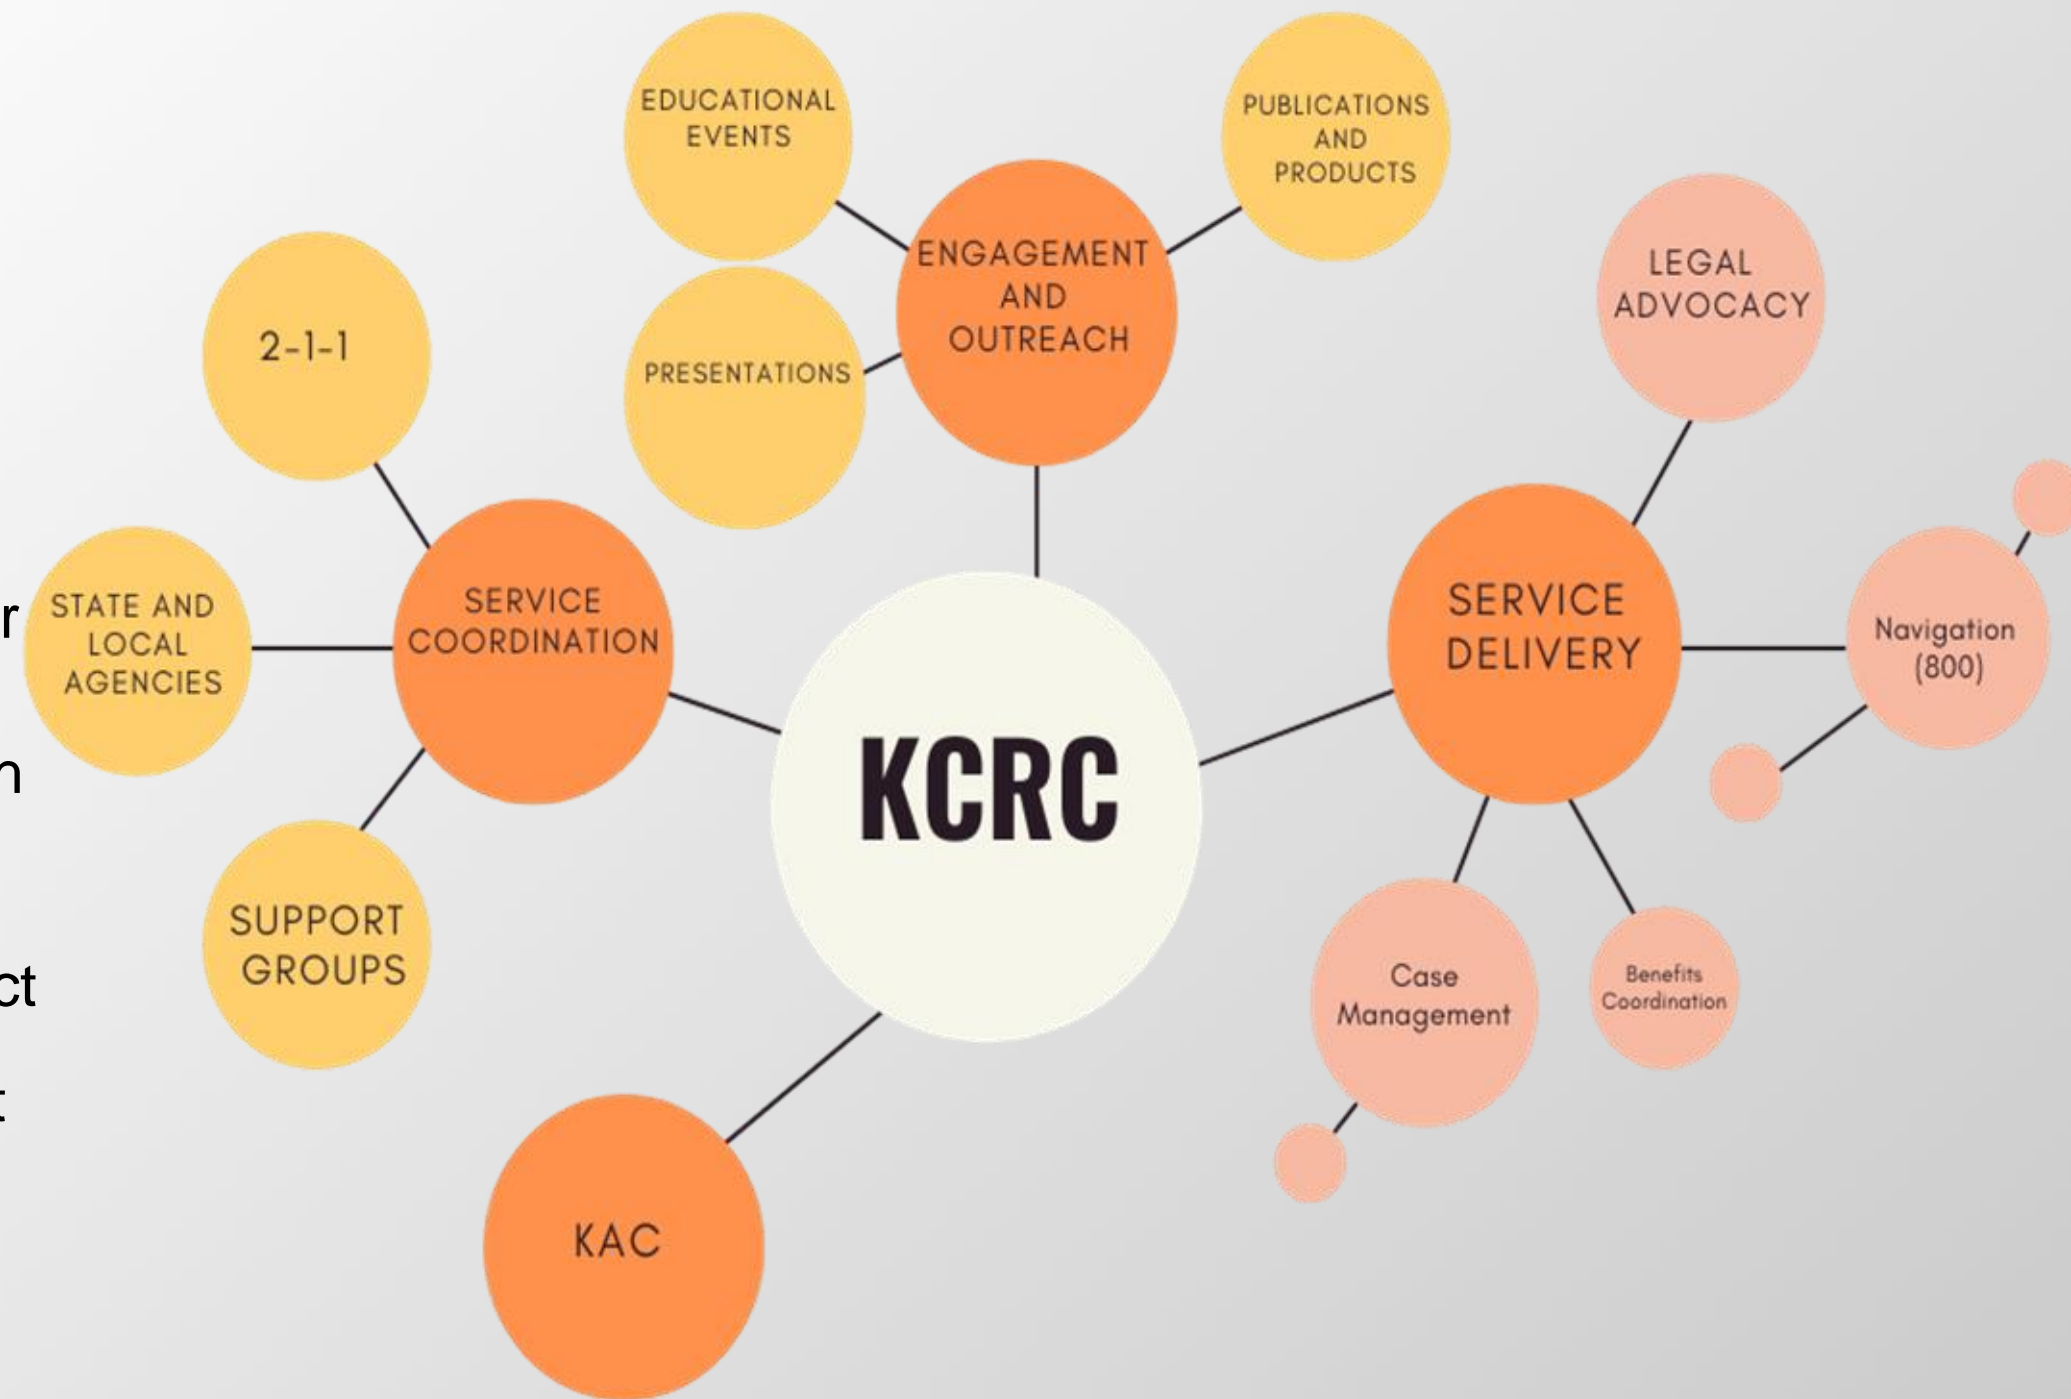 EDUCATIONAL
EVENTS
PUBLICATIONS
AND
PRODUCTS
ENGAGEMENT
AND
OUTREACH
PRESENTATIONS
LEGAL
ADVOCACY
2-1-1
STATE AND
LOCAL
AGENCIES
SERVICE
COORDINATION
SUPPORT
GROUPS
SERVICE
DELIVERY
Navigation
(800)
KCRC
Case
Management
Benefits
Coordination
KAC